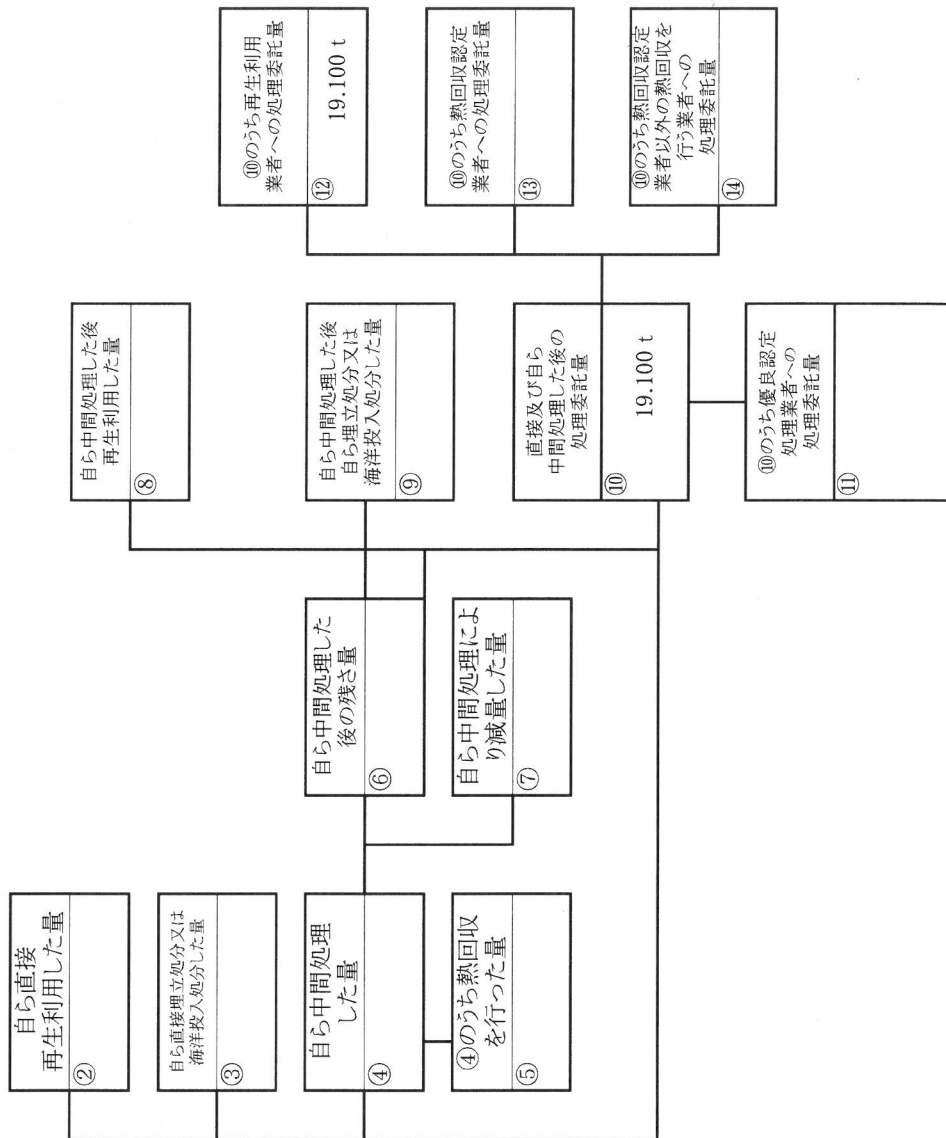 自ら直接
再生利用した量
②
自ら直接埋立処分又は
海洋投入処分した量
③
自ら中間処理
した量
④
④のうち熱回収
を行った量
⑤
自ら中間処理した
後の残さ量
⑥
自ら中間処理によ
り減量した量
⑦
自ら中間処理した後
再生利用した量
⑧
自ら中間処理した後
自ら埋立処分又は
海洋投入処分した量
⑨
直接及び自ら
中間処理した後の
処理委託量
⑩
19.100 t
⑩のうち優良認定
処理業者への
処理委託量
⑪
⑩のうち再生利用
業者への処理委託量
⑫
19.100 t
⑩のうち熱回収認定
業者への処理委託量
⑬
⑩のうち熱回収認定
業者以外の熱回収を
行う業者への
処理委託量
⑭